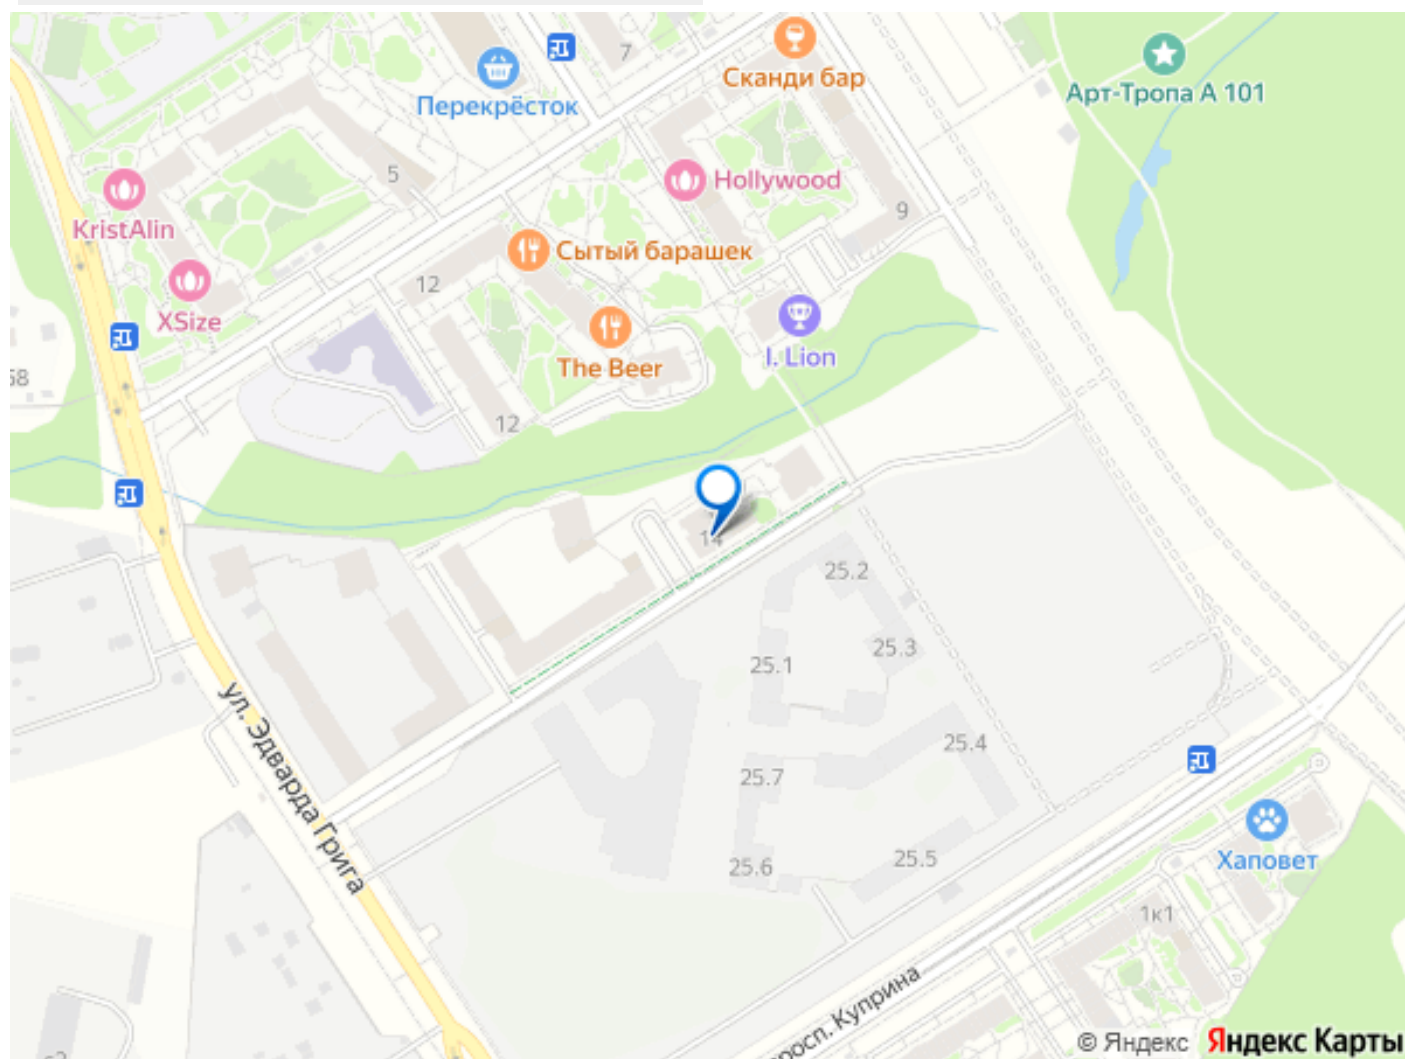 7
Сканди бар
Перекрёсток
Арт-Тропа А 101
5
Hollywood
KristAlin
9
Сытый барашек
12
XSize
I. Lion
The Beer
12
14
25.2
25.3
25.1
ул. Эдварда Грига
25.4
25.7
25.5
25.6
Хаповет
1к1
просп. Куприна
© Яндекс Яндекс Карты